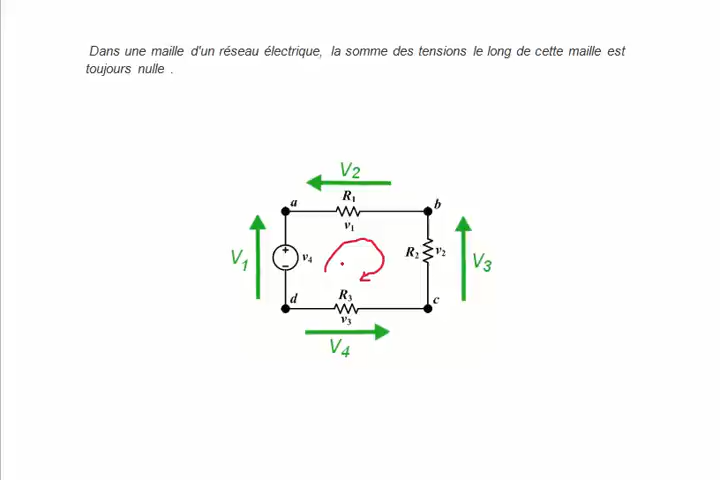 Dans une maille d'un réseau électrique, la somme des tensions le long de cette maille est
toujours nulle .
V2
R1
a
b
v1
V1
v4
R2
v2
V3
d
R3
c
v3
V4